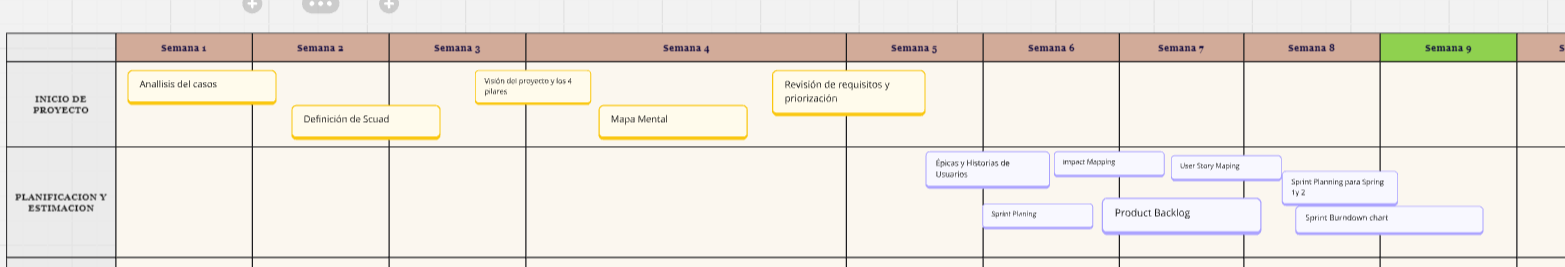 Semana 1
Semana 2
Semana 3
Semana 4
Semana 5
Semana 6
Semana 7
Semana 8
Semana 9
S
INICIO DE
PROYECTO
Anallisis del casos
Definición de Scuad
Visión del proyecto y los 4
pilares
Mapa Mental
Revisión de requisitos y
priorización
PLANIFICACION Y
ESTIMACION
Épicas y Historias de
Usuarios
Impact Mapping
User Story Maping
Sprint Planning para Spring
1y 2
Sprint Planing
Product Backlog
Sprint Burndown chart